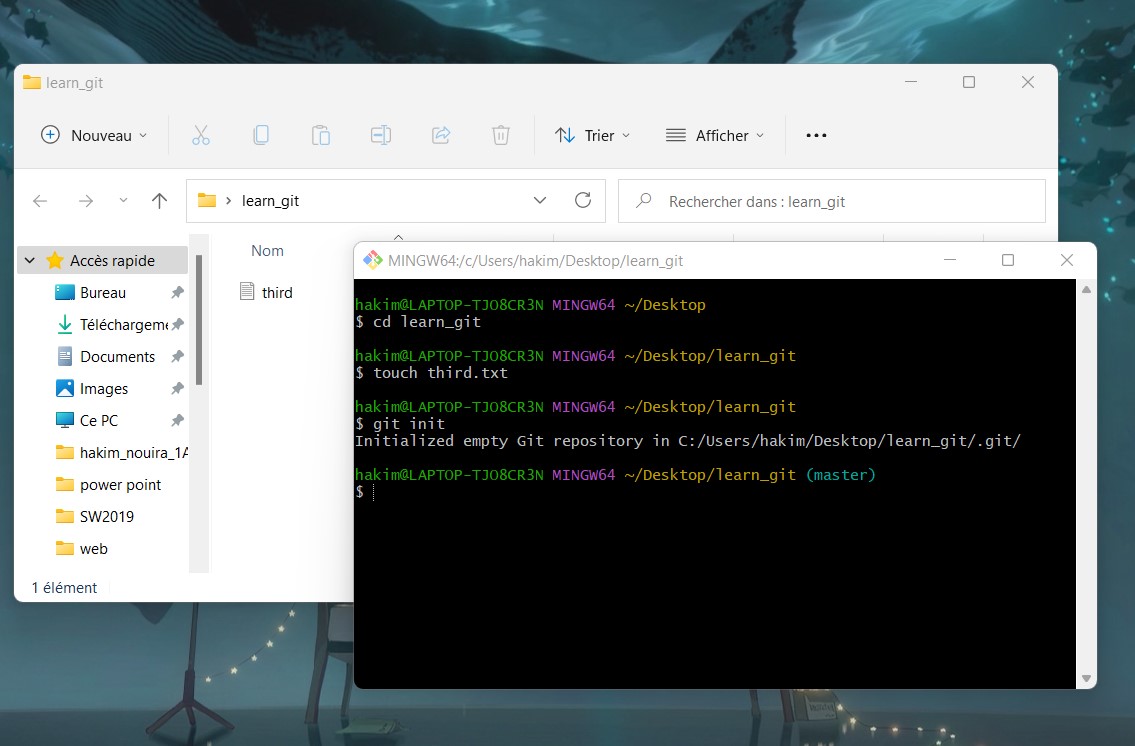 learn_git
Nouveau
Trier
Afficher
learn_git
Rechercher dans : learn_git
Nom
Accès rapide
Bureau
Téléchargeme
Documents
Images
Ce PC
hakim_nouira_1A
power point
SW2019
web
third
1 élément
MINGW64:/c/Users/hakim/Desktop/learn_git
hakim@LAPTOP-TJO8CR3N MINGW64 ~/Desktop
$ cd learn_git
hakim@LAPTOP-TJO8CR3N MINGW64 ~/Desktop/learn_git
$ touch third.txt
hakim@LAPTOP-TJO8CR3N MINGW64 ~/Desktop/learn_git
$ git init
Initialized empty Git repository in C:/Users/hakim/Desktop/learn_git/.git/
hakim@LAPTOP-TJO8CR3N MINGW64 ~/Desktop/learn_git (master)
$